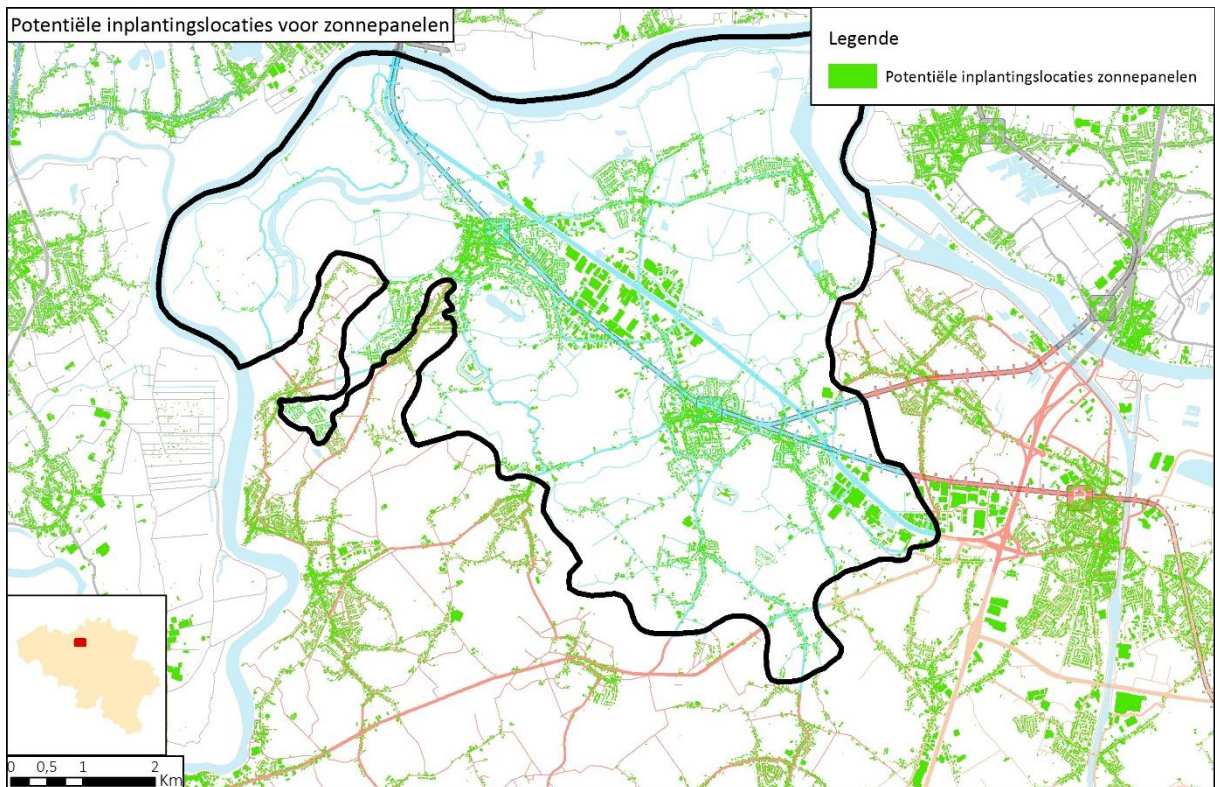 Potentiële inplantingslocaties voor zonnepanelen
Legende
Potentiële inplantingslocaties zonnepanelen
0 0,5 1 2
Km